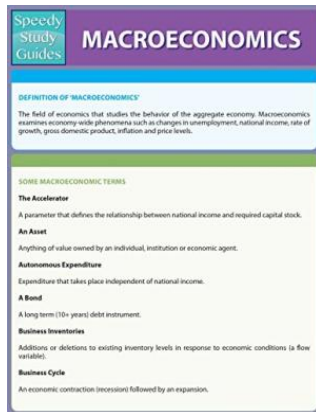 Speedy
Study
Guides
MACROECONOMICS
DEFINITION OF 'MACROECONOMICS'
The field of economics that studies the behavior of the aggregate economy. Macroeconomics
examines economy-wide phenomena such as changes in unemployment, national income, rate of
growth, gross domestic product, inflation and price levels.
SOME MACROECONOMIC TERMS
The Accelerator
A parameter that defines the relationship between national income and required capital stock.
An Asset
Anything of value owned by an individual, institution or economic agent.
Autonomous Expenditure
Expenditure that takes place independent of national income.
A Bond
A long term (10+ years) debt instrument.
Business Inventories
Additions or deletions to existing inventory levels in response to economic conditions (a flow
variable).
Business Cycle
An economic contraction (recession) followed by an expansion.